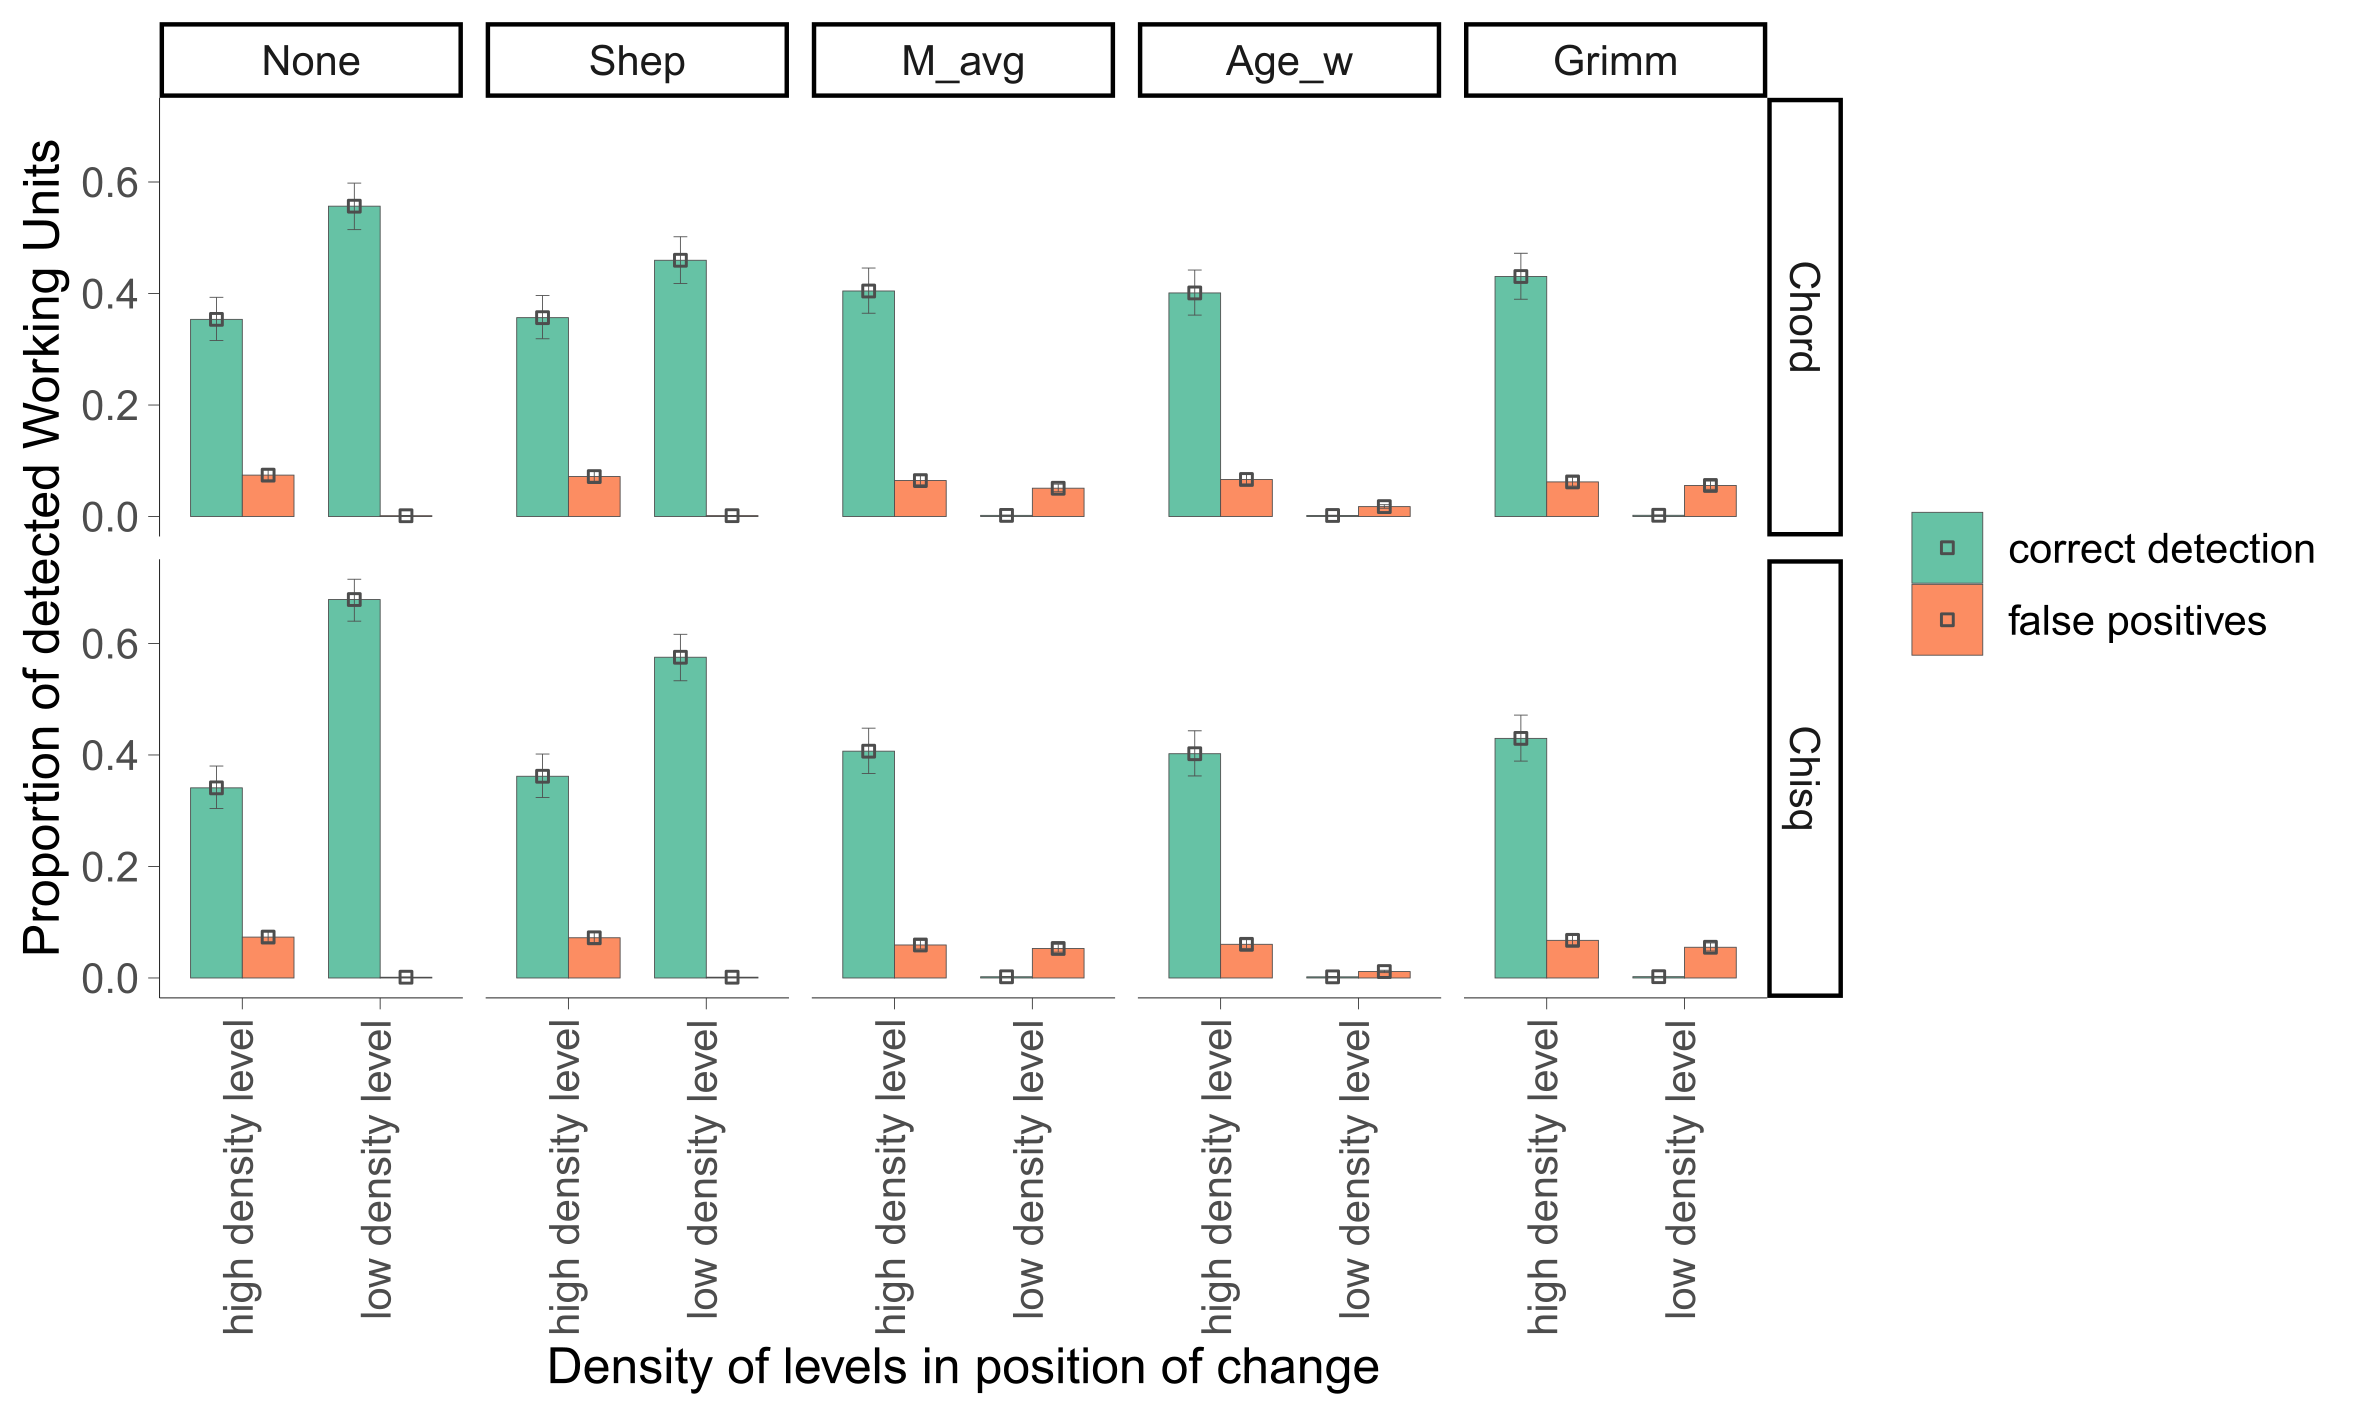 None Shep M_avg Age_w Grimm
Proportion of detected Working Units
0.6
0.4
0.2
0.0
Chord
0.6
0.4
0.2
0.0
Chisq
high density level low density level high density level low density level high density level low density level high density level low density level high density level low density level
Density of levels in position of change
correct detection
false positives